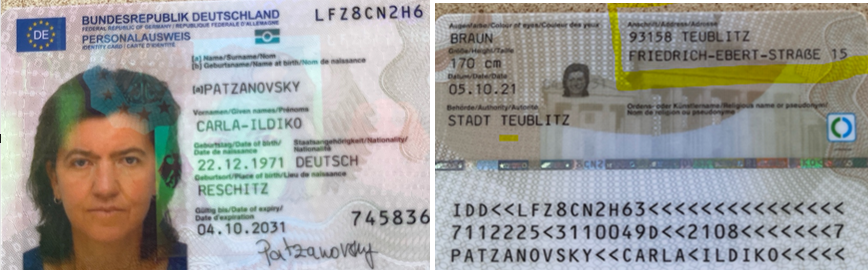 BUNDESREPUBLIK DEUTSCHLAND
FEDERAL REPUBLIC OF GERMANY / RÉPUBLIQUE FÉDÉRALE D'ALLEMAGNE
PERSONALAUSWEIS
IDENTITY CARD / CARTE D'IDENTITÉ
DE
LFZ8CN2H6
[a] Name/Surname/Nom
[b] Geburtsname/Name at birth/Nom de naissance
[a]PATZANOVSKY
Vornamen/Given names/Prénoms
CARLA-ILDIKO
Geburtstag/Date of birth/
Date de naissance
Staatsangehörigkeit/Nationality/
Nationalité
22.12.1971 DEUTSCH
Geburtsort/Place of birth/Lieu de naissance
RESCHITZ
Gültig bis/Date of expiry/
Date d'expiration
04.10.2031
745836
Patzanovsky
Augenfarbe/Colour of eyes/Couleur des yeux
BRAUN
Größe/Height/Taille
170 cm
Datum/Date/Date
05.10.21
Behörde/Authority/Autorité
STADT TEUBLITZ
93158 TEUBLITZ
FRIEDRICH-EBERT-STRAẞE 15
Ordens- oder Künstlername/Religious name or pseudonym/
Nom de religion ou pseudonyme
IDD<<LFZ8CN2H63<<<<<<<<<<<<<<<
7112225<3110049D<<2108<<<<<<<7
PATZANOVSKY<<CARLA<ILDIKO<<<<<